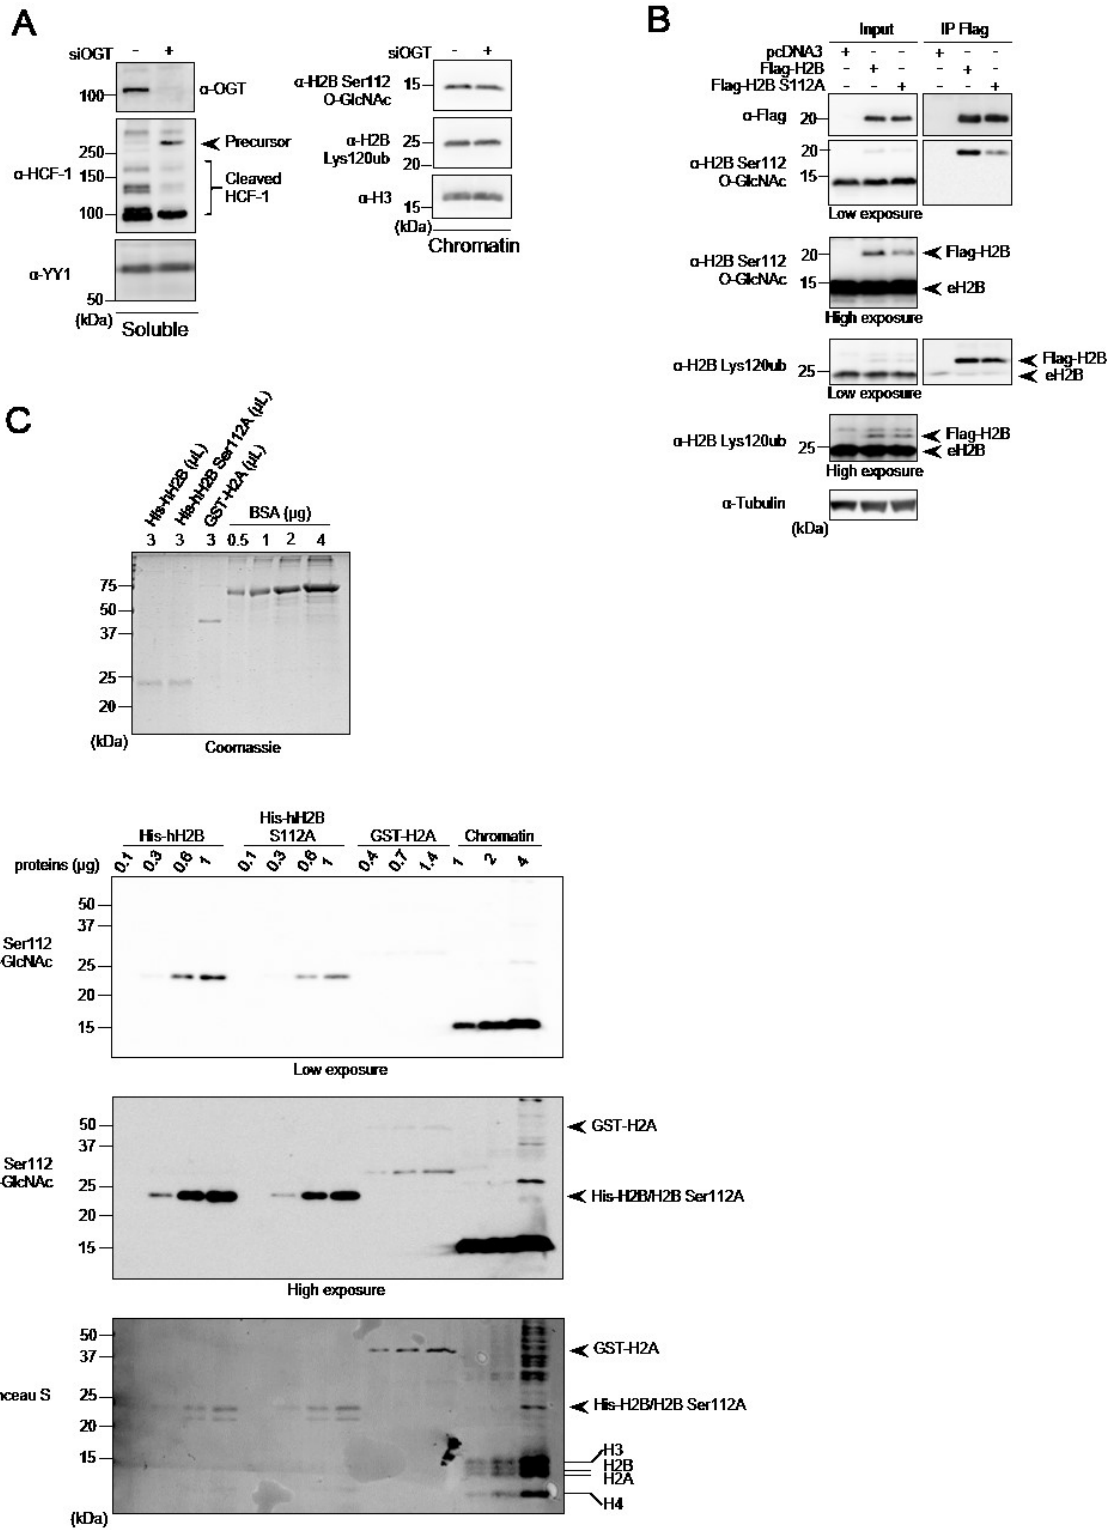 A
siOGT - +
100
α-OGT
α-HCF-1
250
150
100
Precursor
Cleaved
HCF-1
α-YY1
50
(kDa)
Soluble
siOGT - +
α-H2B Ser112
O-GlcNAc
15
α-H2B
Lys120ub
25
20
α-H3
15
(kDa)
Chromatin
B
Input IP Flag
pcDNA3 + - - + - -
Flag-H2B - + - - + -
Flag-H2B S112A - - + - - +
α-Flag 20
α-H2B Ser112
O-GlcNAc
20
15
Low exposure
α-H2B Ser112
O-GlcNAc
20
15
Flag-H2B
eH2B
High exposure
α-H2B Lys120ub 25
Flag-H2B
eH2B
Low exposure
α-H2B Lys120ub 25
Flag-H2B
eH2B
High exposure
α-Tubulin
(kDa)
C
His-hH2B (µL)
His-hH2B Ser112A (µL)
GST-H2A (µL)
BSA (µg)
3 3 3 0.5 1 2 4
75
50
37
25
20
(kDa)
Coomassie
His-hH2B
His-hH2B
S112A
GST-H2A Chromatin
proteins (µg) 0.1 0.3 0.6 1 0.1 0.3 0.6 1 0.4 0.7 1.4 1 2 4
Ser112
-GlcNAc
50
37
25
20
15
Low exposure
Ser112
-GlcNAc
50
37
25
20
15
GST-H2A
His-H2B/H2B Ser112A
High exposure
nceau S
50
37
25
20
15
(kDa)
GST-H2A
His-H2B/H2B Ser112A
H3
H2B
H2A
H4